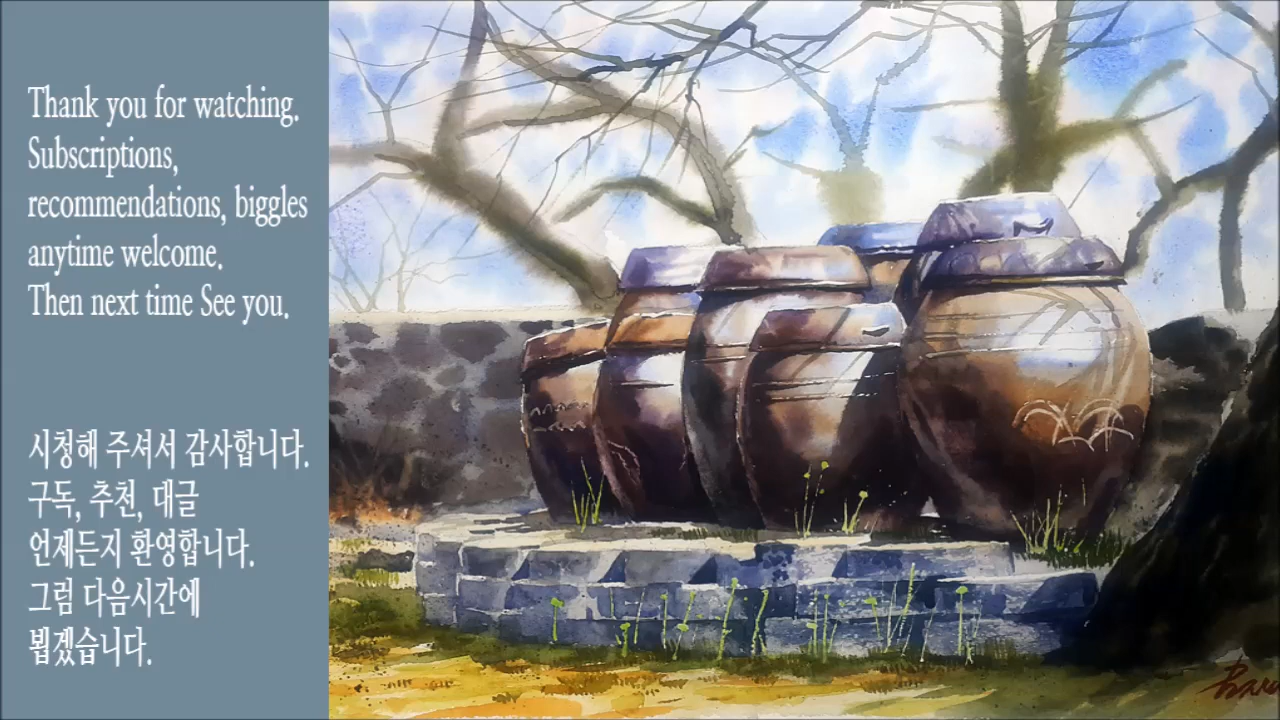 Thank you for watching.
Subscriptions,
recommendations, biggles
anytime welcome.
Then next time See you.
시청해 주셔서 감사합니다.
구독, 추천, 대글
언제든지 환영합니다.
그럼 다음시간에
뵙겠습니다.